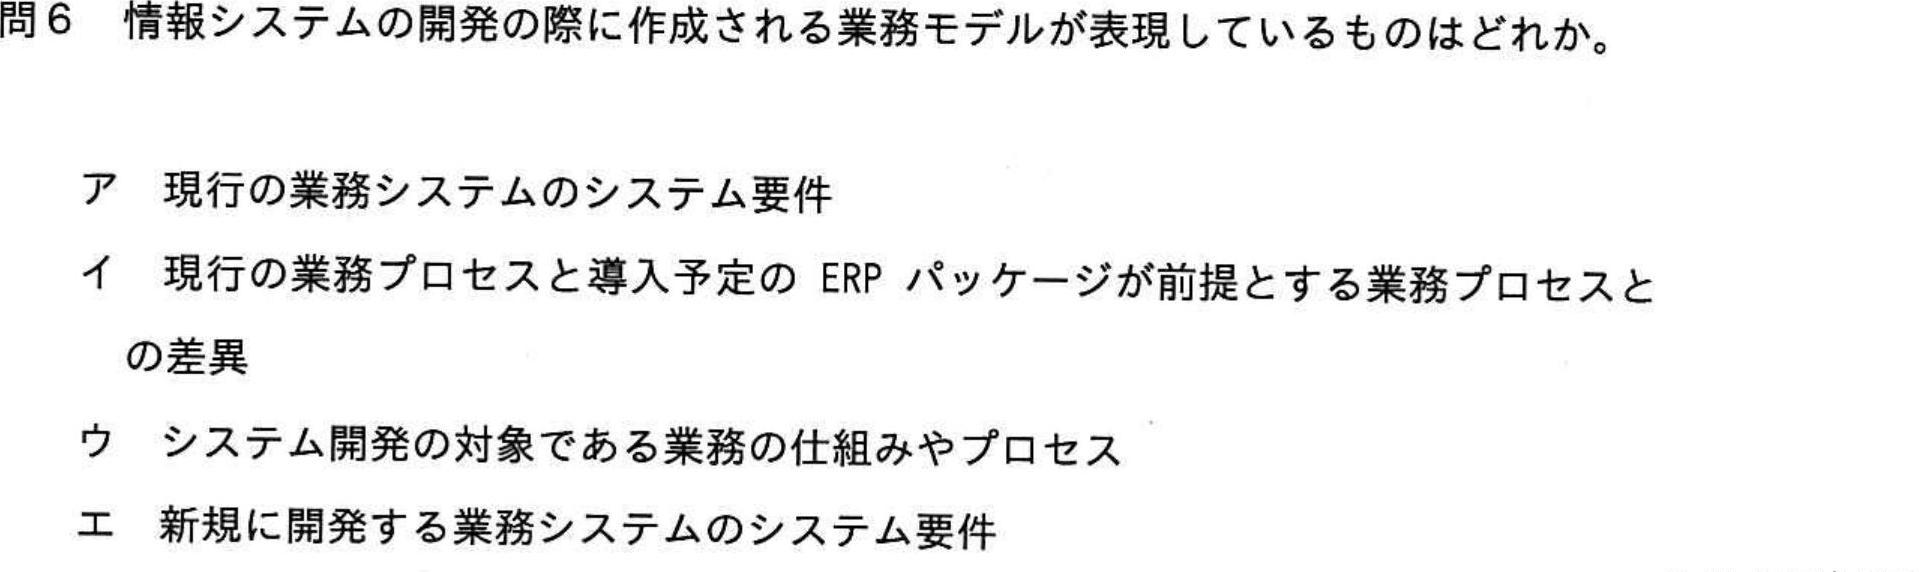 問6 情報システムの開発の際に作成される業務モデルが表現しているものはどれか。
ア 現行の業務システムのシステム要件
イ 現行の業務プロセスと導入予定の ERP パッケージが前提とする業務プロセスと
の差異
ウ システム開発の対象である業務の仕組みやプロセス
エ 新規に開発する業務システムのシステム要件